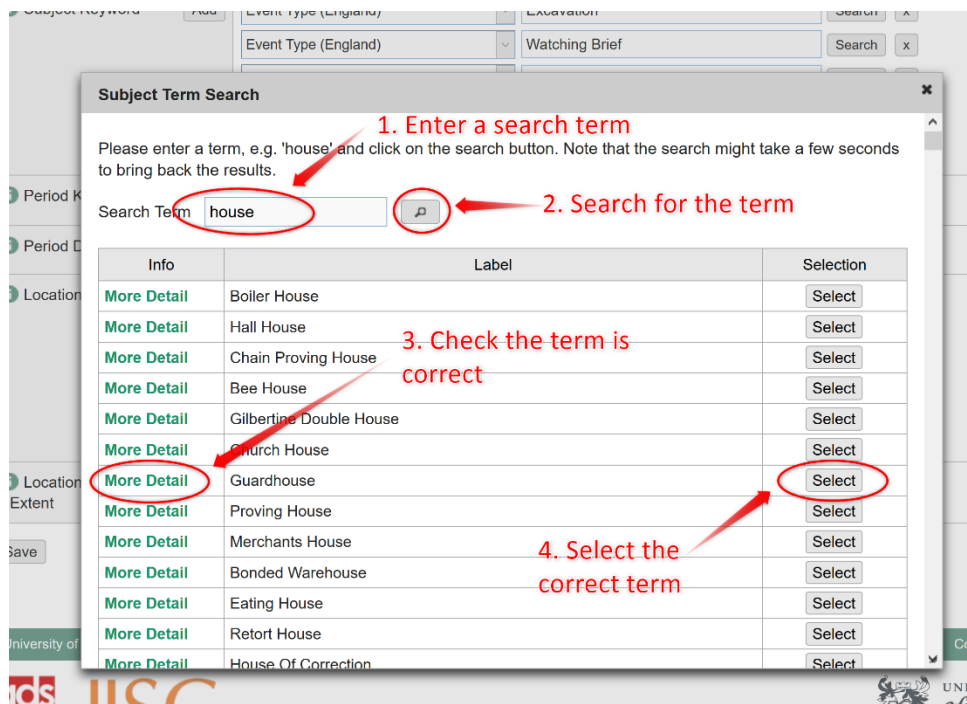 Subject Keyword Add Event Type (England) Excavation Search x
Event Type (England) Watching Brief Search x
Subject Term Search
1. Enter a search term
Please enter a term, e.g. 'house' and click on the search button. Note that the search might take a few seconds
to bring back the results.
Period K
Search Term house
2. Search for the term
Period D
Info Label Selection
Location
More Detail Boiler House Select
More Detail Hall House Select
3. Check the term is
correct
More Detail Chain Proving House Select
More Detail Bee House Select
More Detail Gilbertine Double House Select
More Detail Church House Select
Location
Extent
More Detail Guardhouse Select
More Detail Proving House Select
More Detail Merchants House Select
4. Select the
correct term
Save
More Detail Bonded Warehouse Select
More Detail Eating House Select
More Detail Retort House Select
University of
Co
More Detail House Of Correction Select
ads JISC UNI